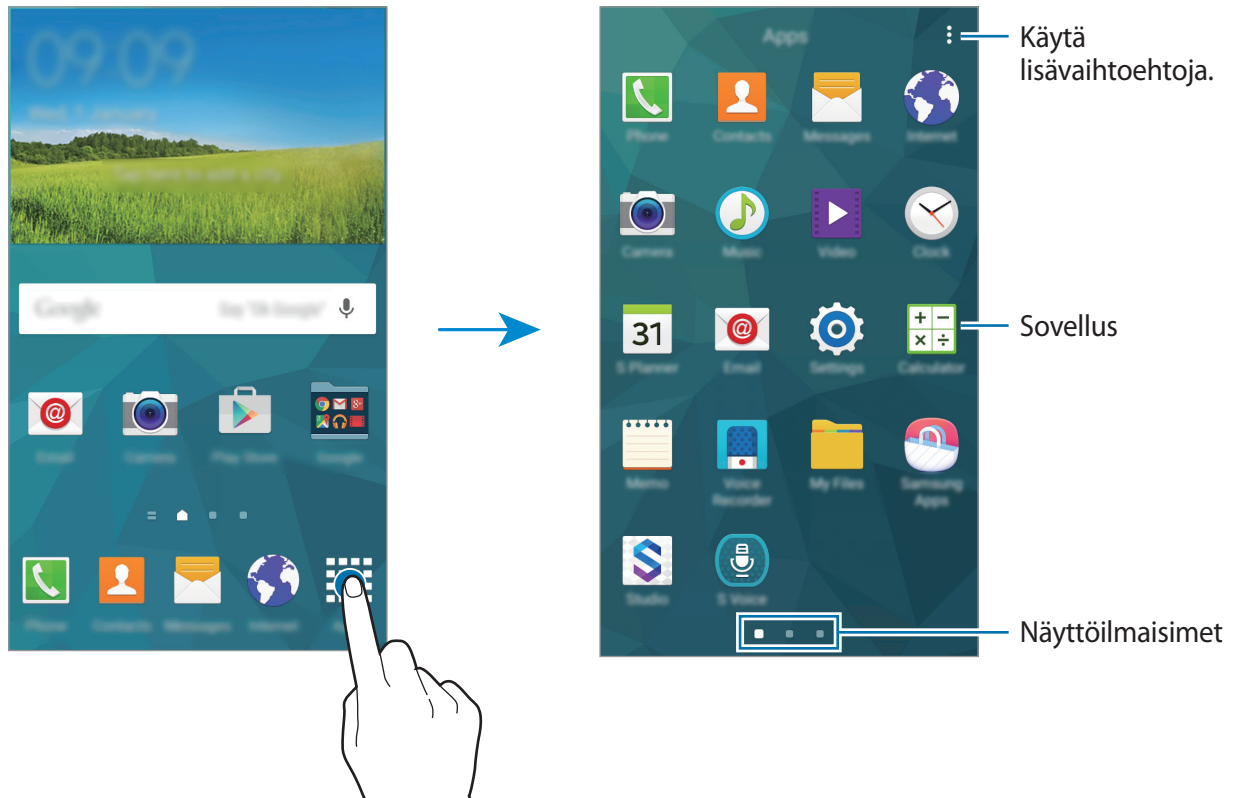 09:09
Wed, 1 January
Tap here to add a city
Google
Say "Ok Google"
Email
Camera
Play Store
Google
Phone
Contacts
Messages
Internet
Apps
Käytä
lisävaihtoehtoja.
Phone
Contacts
Messages
Internet
Camera
Music
Video
Clock
31
Sovellus
S Planner
Email
Settings
Calculator
Memo
Voice
Recorder
My Files
Samsung
Apps
Studio
S Voice
Näyttöilmaisimet